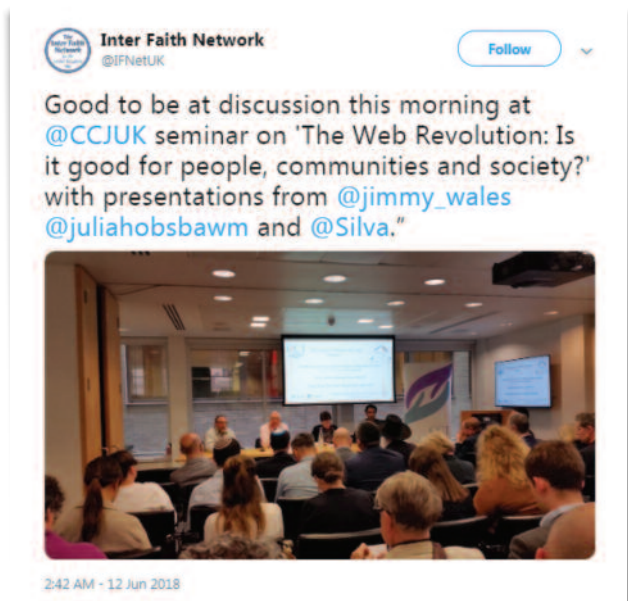 Inter Faith Network
@IFNetUK
Follow
Good to be at discussion this morning at
@CCJUK seminar on 'The Web Revolution: Is
it good for people, communities and society?'
with presentations from @jimmy_wales
@juliahobsbawm and @Silva.”
2:42 AM - 12 Jun 2018